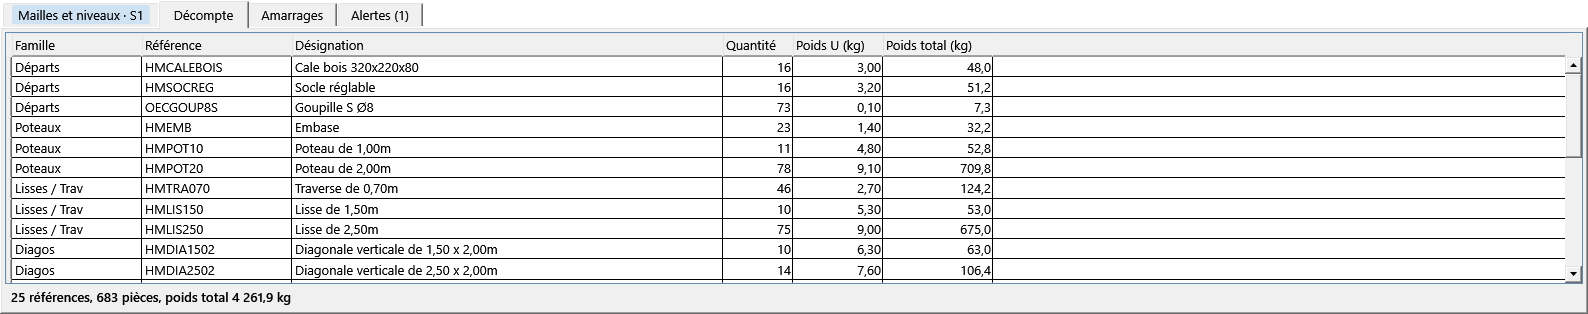 Mailles et niveaux · S1 Décompte Amarrages Alertes (1)
Famille Référence Désignation Quantité Poids U (kg) Poids total (kg)
Départs HMCALEBOIS Cale bois 320x220x80 16 3,00 48,0
Départs HMSOCREG Socle réglable 16 3,20 51,2
Départs OECGOUP8S Goupille S Ø8 73 0,10 7,3
Poteaux HMEMB Embase 23 1,40 32,2
Poteaux HMPOT10 Poteau de 1,00m 11 4,80 52,8
Poteaux HMPOT20 Poteau de 2,00m 78 9,10 709,8
Lisses / Trav HMTRA070 Traverse de 0,70m 46 2,70 124,2
Lisses / Trav HMLIS150 Lisse de 1,50m 10 5,30 53,0
Lisses / Trav HMLIS250 Lisse de 2,50m 75 9,00 675,0
Diagos HMDIA1502 Diagonale verticale de 1,50 x 2,00m 10 6,30 63,0
Diagos HMDIA2502 Diagonale verticale de 2,50 x 2,00m 14 7,60 106,4
25 références, 683 pièces, poids total 4 261,9 kg